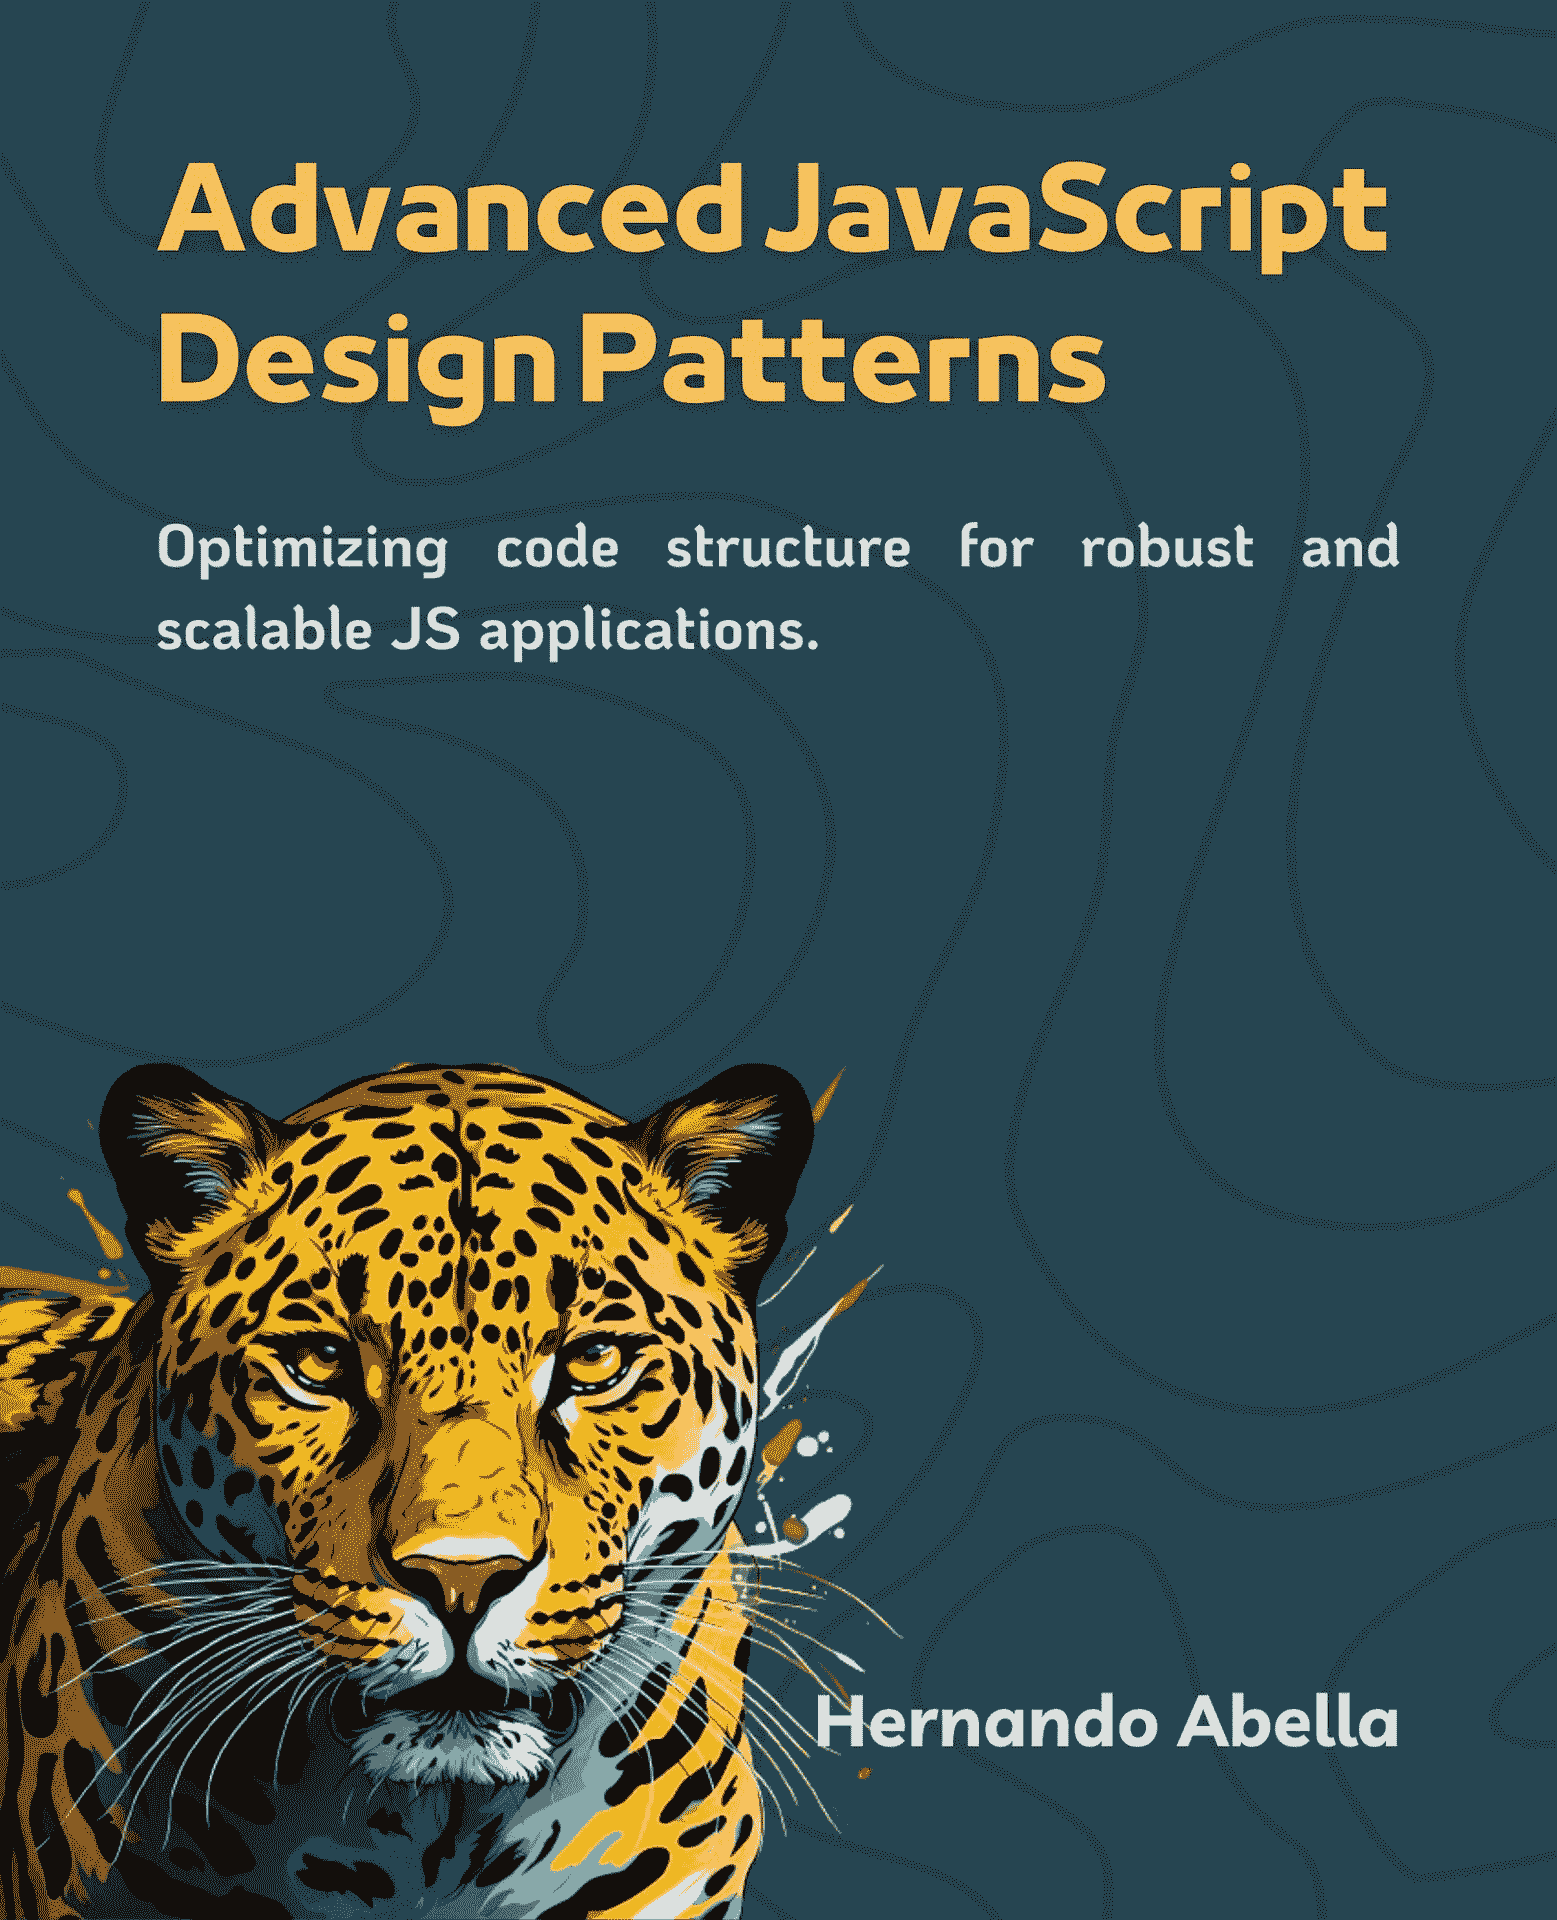 Advanced JavaScript
Design Patterns
Optimizing code structure for robust and
scalable JS applications.
Hernando Abella